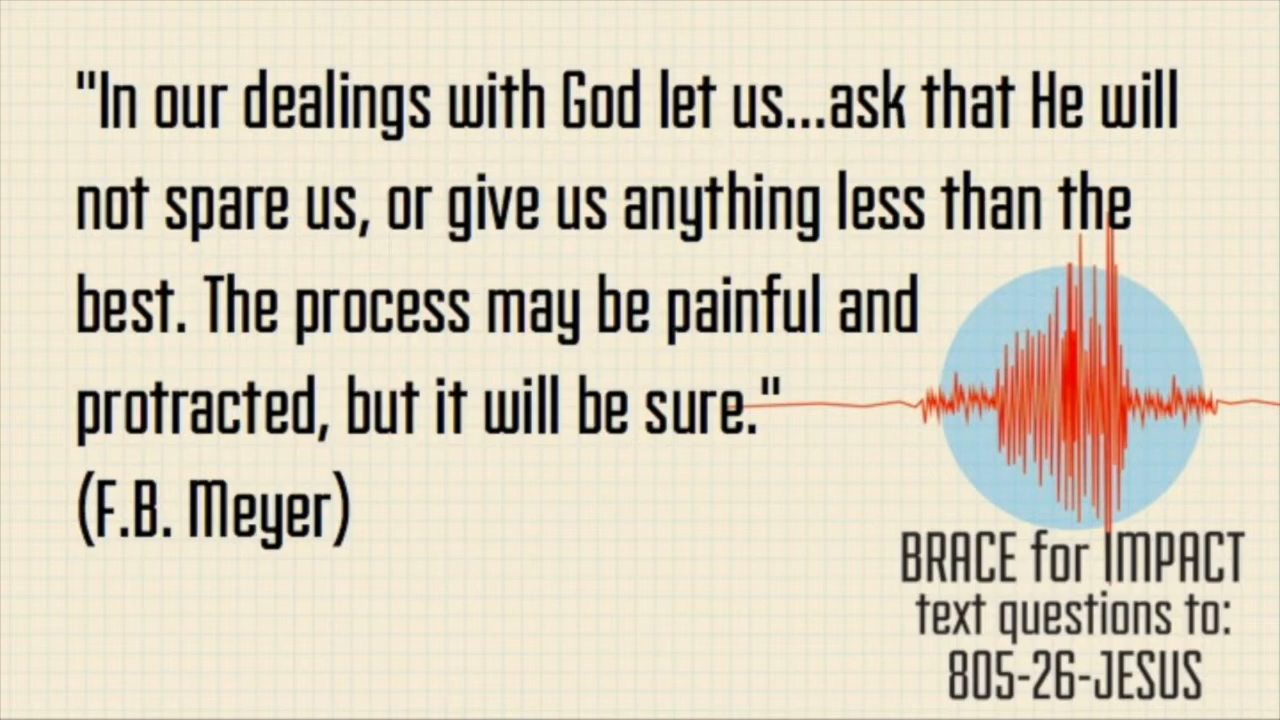 "In our dealings with God let us...ask that He will
not spare us, or give us anything less than the
best. The process may be painful and
protracted, but it will be sure."
(F.B. Meyer)
BRACE for IMPACT
text questions to:
805-26-JESUS